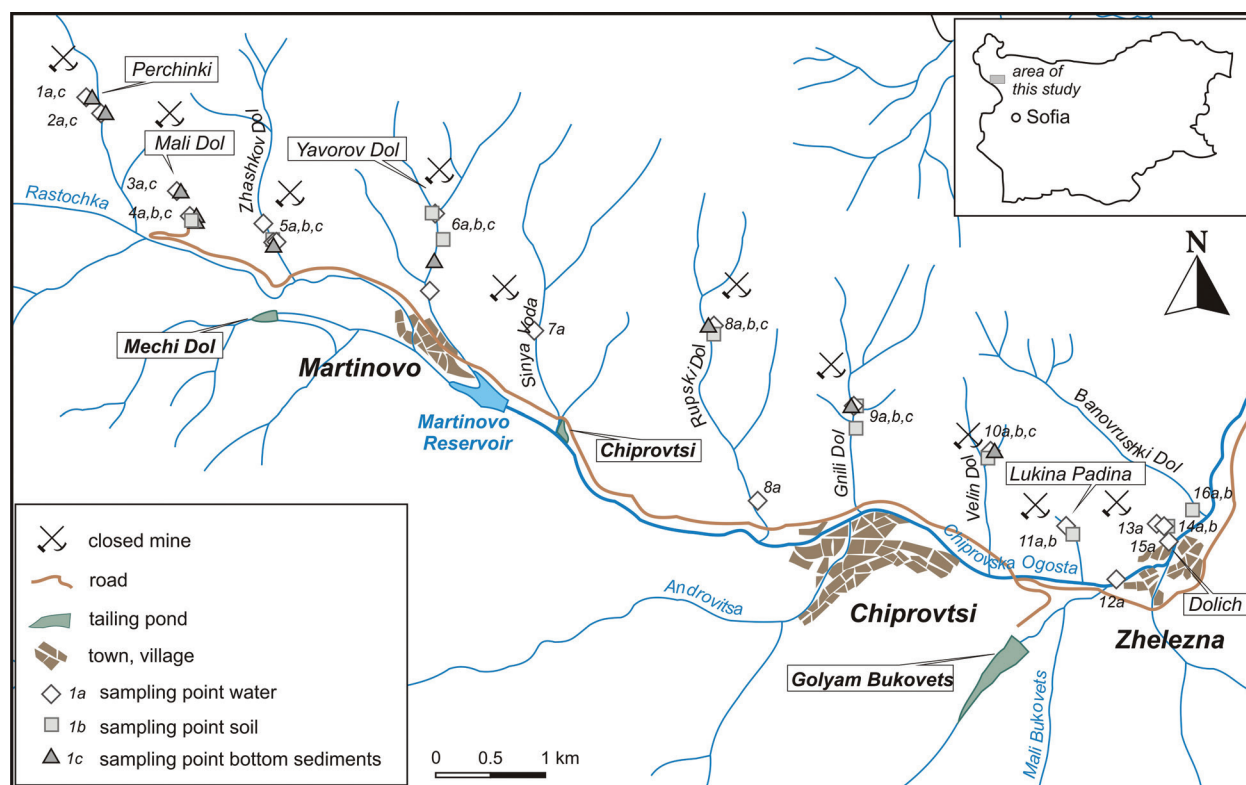 Perchinki
1a,c
2a,c
Mali Dol
3a,c
4a,b,c
Rastochka
Zhashkov Dol
5a,b,c
Yavorov Dol
6a,b,c
area of
this study
Sofia
N
Mechi Dol
Martinovo
Martinovo
Reservoir
Sinya Voda
7a
Chiprovtsi
Rupski Dol
8a,b,c
8a
Gnili Dol
9a,b,c
Velin Dol
10a,b,c
Lukina Padina
11a,b
Banovrushki Dol
16a,b
13a
14a,b
15a
12a
Dolich
Chiprovska Ogosta
Androvitsa
Chiprovtsi
Zhelezna
Golyam Bukovets
Mali Bukovets
closed mine
road
tailing pond
town, village
1a sampling point water
1b sampling point soil
1c sampling point bottom sediments
0 0.5 1 km